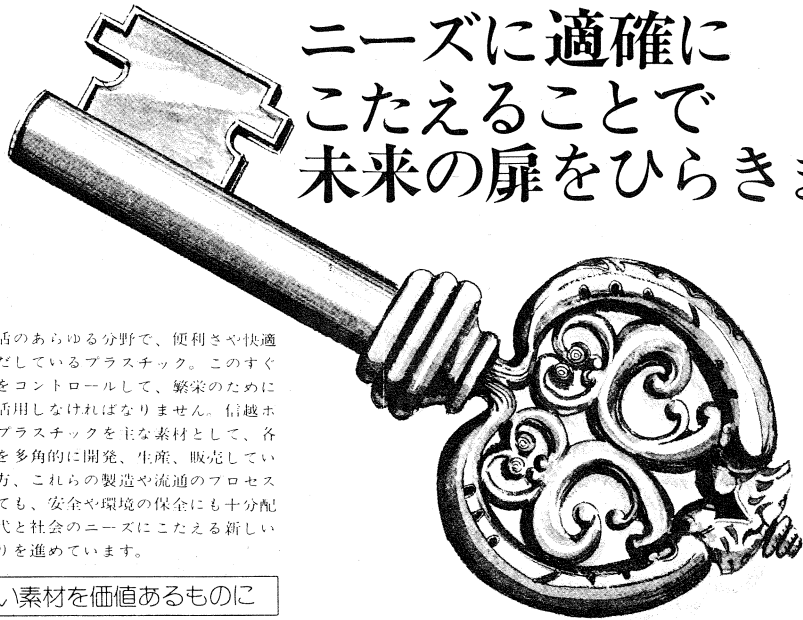 ニーズに適確に
こたえることで
未来の扉をひらきま
活のあらゆる分野で、便利さや快適
だしているプラスチック。このすぐ
をコントロールして、繁栄のために
活用しなければなりません。信越ホ
プラスチックを主な素材として、各
を多角的に開発、生産、販売してい
方、これらの製造や流通のプロセス
ても、安全や環境の保全にも十分配
代と社会のニーズにこたえる新しい
りを進めています。
い素材を価値あるものに